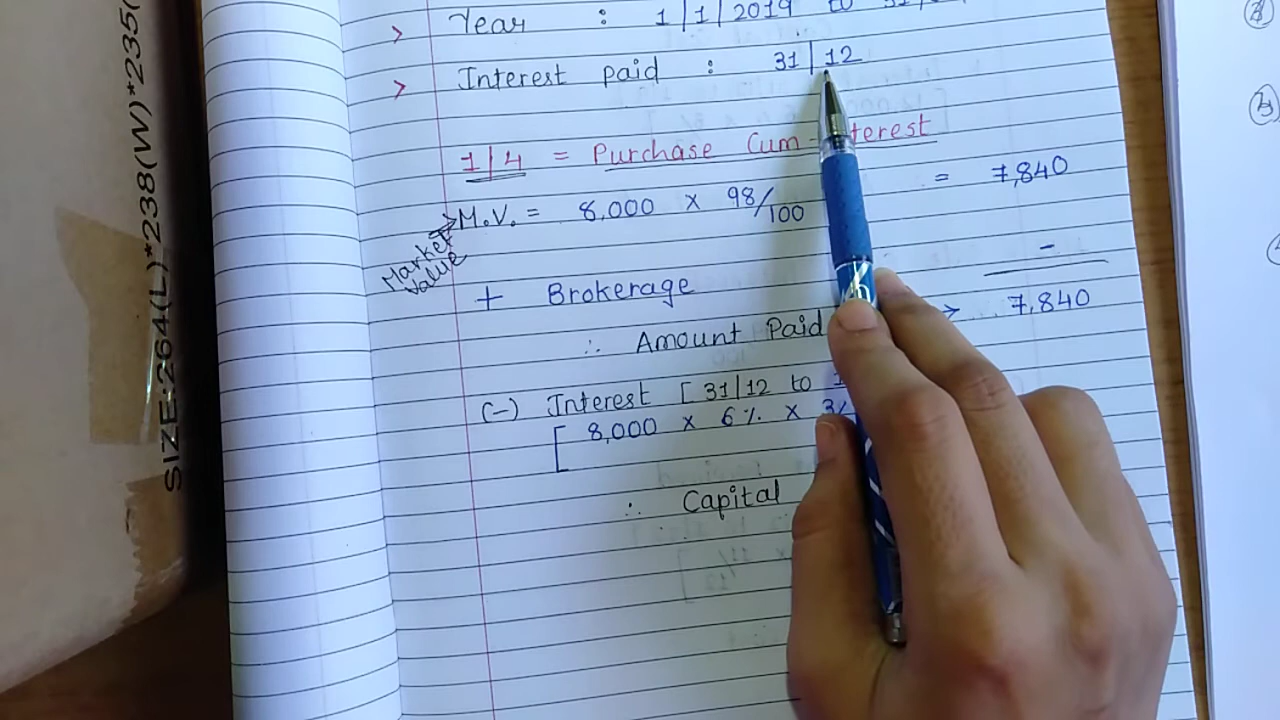 > Year : 1/1/2019 to
> Interest paid : 31/12
1/4 = Purchase Cum
M.V. = 8,000 x 98/100 = 7,840
Market Value
+ Brokerage -
∴ Amount Paid > 7,840
(-) Interest [ 31/12 to
[ 8,000 x 6% x 3/
∴ Capital
SIZE:264(L)*238(W)*235(